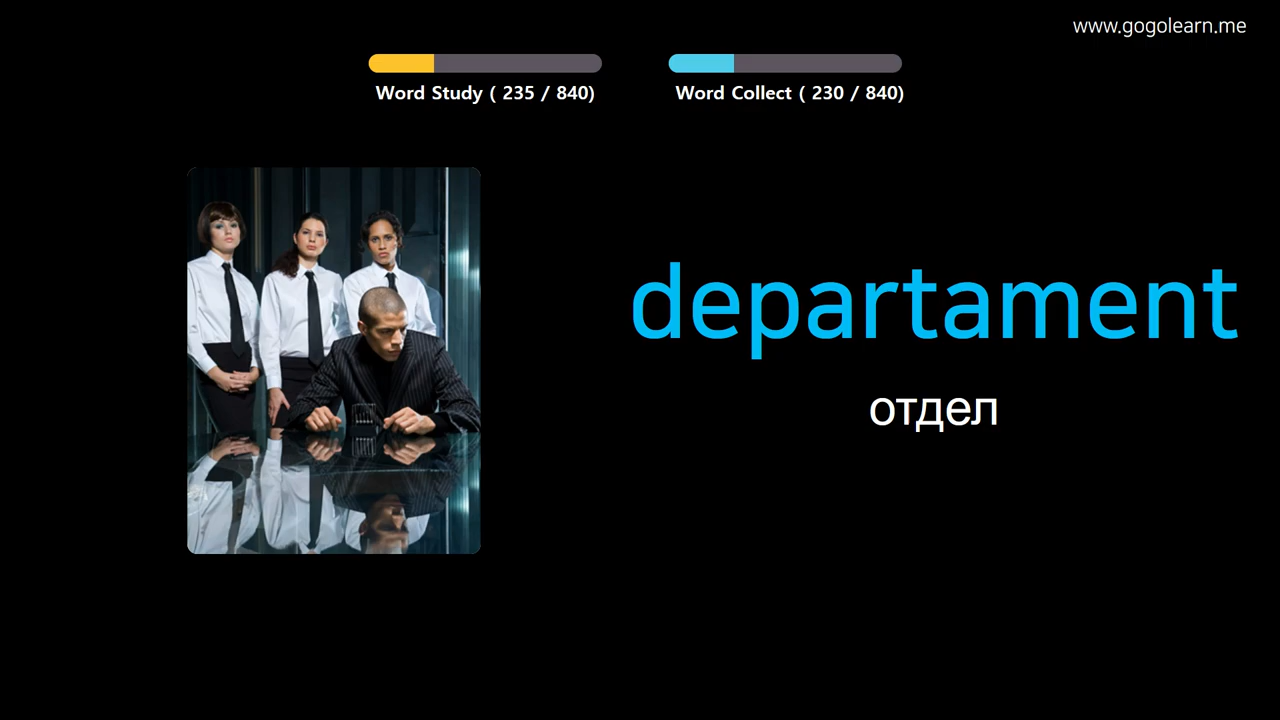 www.gogolearn.me
Word Study ( 235 / 840)
Word Collect ( 230 / 840)
departament
отдел